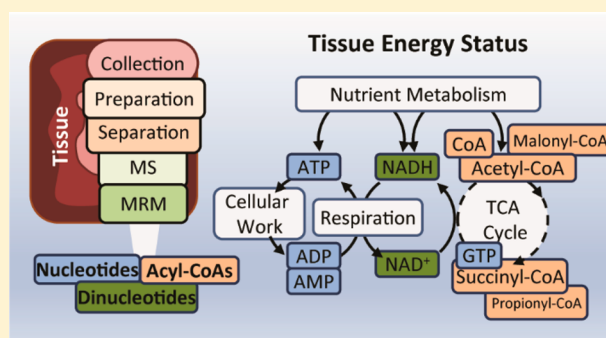 Tissue
Collection
Preparation
Separation
MS
MRM
Nucleotides
Acyl-CoAs
Dinucleotides
Tissue Energy Status
Nutrient Metabolism
ATP
NADH
CoA
Malonyl-CoA
Acetyl-CoA
Cellular
Work
Respiration
TCA
Cycle
ADP
AMP
NAD⁺
GTP
Succinyl-CoA
Propionyl-CoA